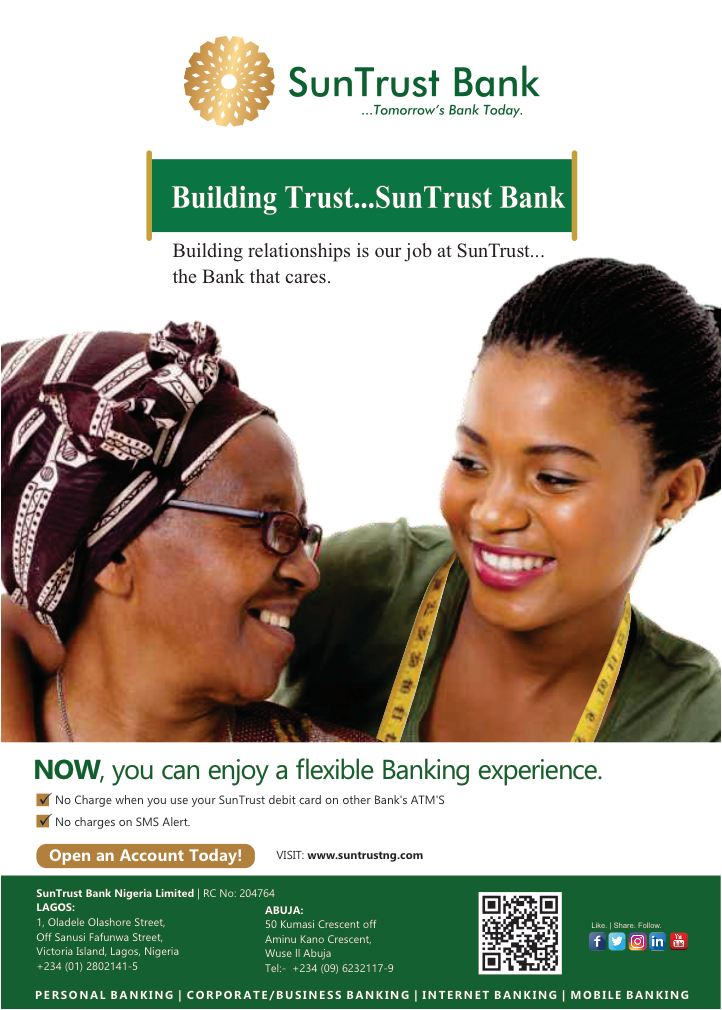 SunTrust Bank
...Tomorrow's Bank Today.
Building Trust...SunTrust Bank
Building relationships is our job at SunTrust...
the Bank that cares.
NOW, you can enjoy a flexible Banking experience.
No Charge when you use your SunTrust debit card on other Bank's ATM'S
No charges on SMS Alert.
Open an Account Today! VISIT: www.suntrustng.com
SunTrust Bank Nigeria Limited | RC No: 204764
LAGOS:
1, Oladele Olashore Street,
Off Sanusi Fafunwa Street,
Victoria Island, Lagos, Nigeria
+234 (01) 2802141-5
ABUJA:
50 Kumasi Crescent off
Aminu Kano Crescent,
Wuse ll Abuja
Tel:- +234 (09) 6232117-9
Like. | Share. Follow.
PERSONAL BANKING | CORPORATE/BUSINESS BANKING | INTERNET BANKING | MOBILE BANKING